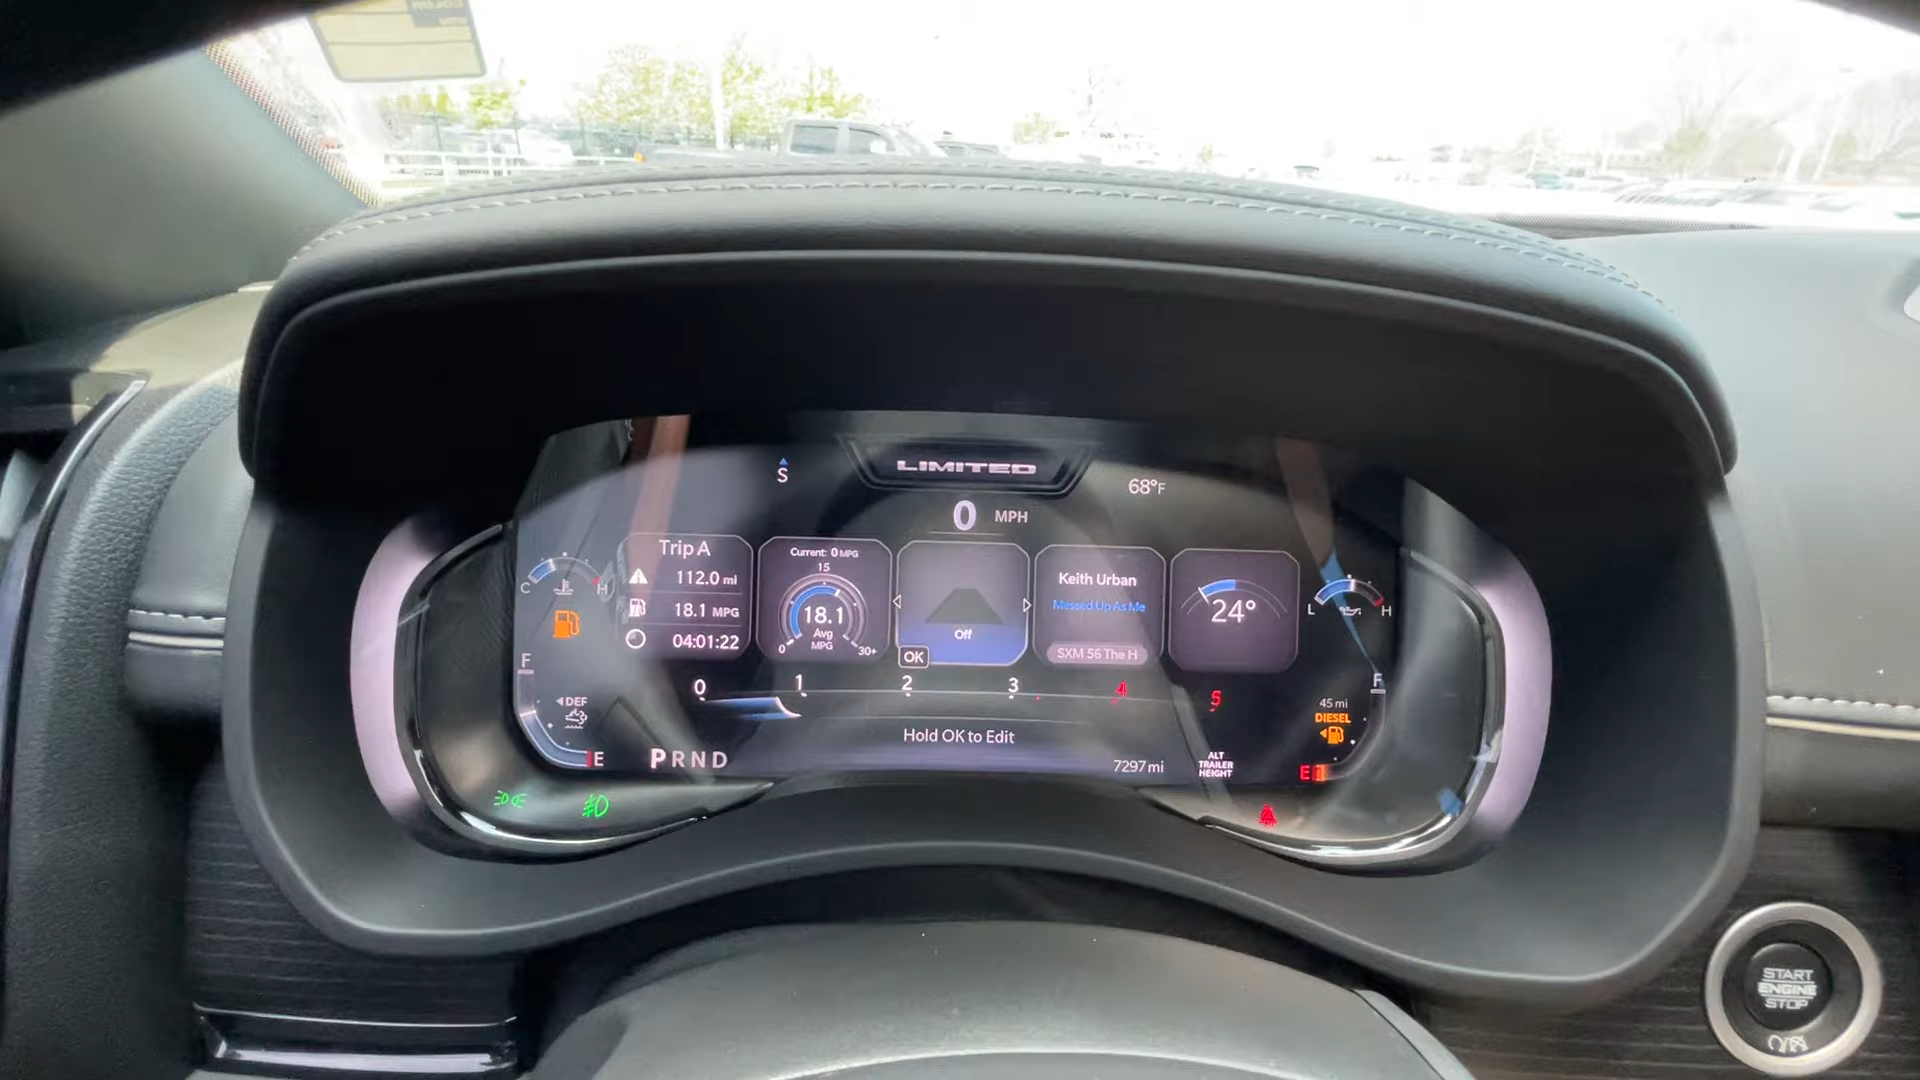 S
LIMITED
68°F
0 MPH
Trip A
112.0 mi
18.1 MPG
04:01:22
Current: 0 MPG
15
18.1
Avg
MPG
0
30+
Off
OK
Keith Urban
Messed Up As Me
SXM 56 The H
24°
C
H
L
H
F
DEF
E
F
45 mi
DIESEL
E
0
1
2
3
4
5
Hold OK to Edit
PRND
7297 mi
ALT
TRAILER
HEIGHT
START
ENGINE
STOP